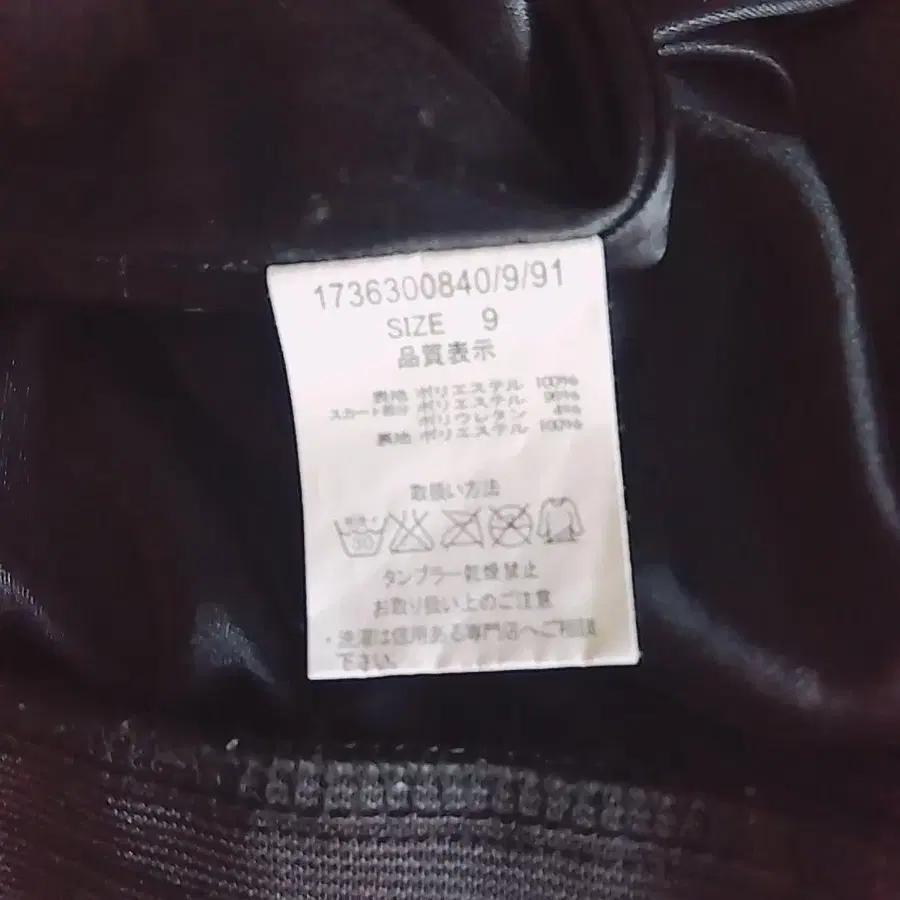 1736300840/9/91
SIZE 9
品質表示
表地 ポリエステル 100%
スカート部分 ポリエステル 96%
ポリウレタン 4%
裏地 ポリエステル 100%
取扱い方法
30
タンブラー乾燥禁止
お取り扱い上のご注意
・洗濯は信用ある専門店へご相談
下さい。